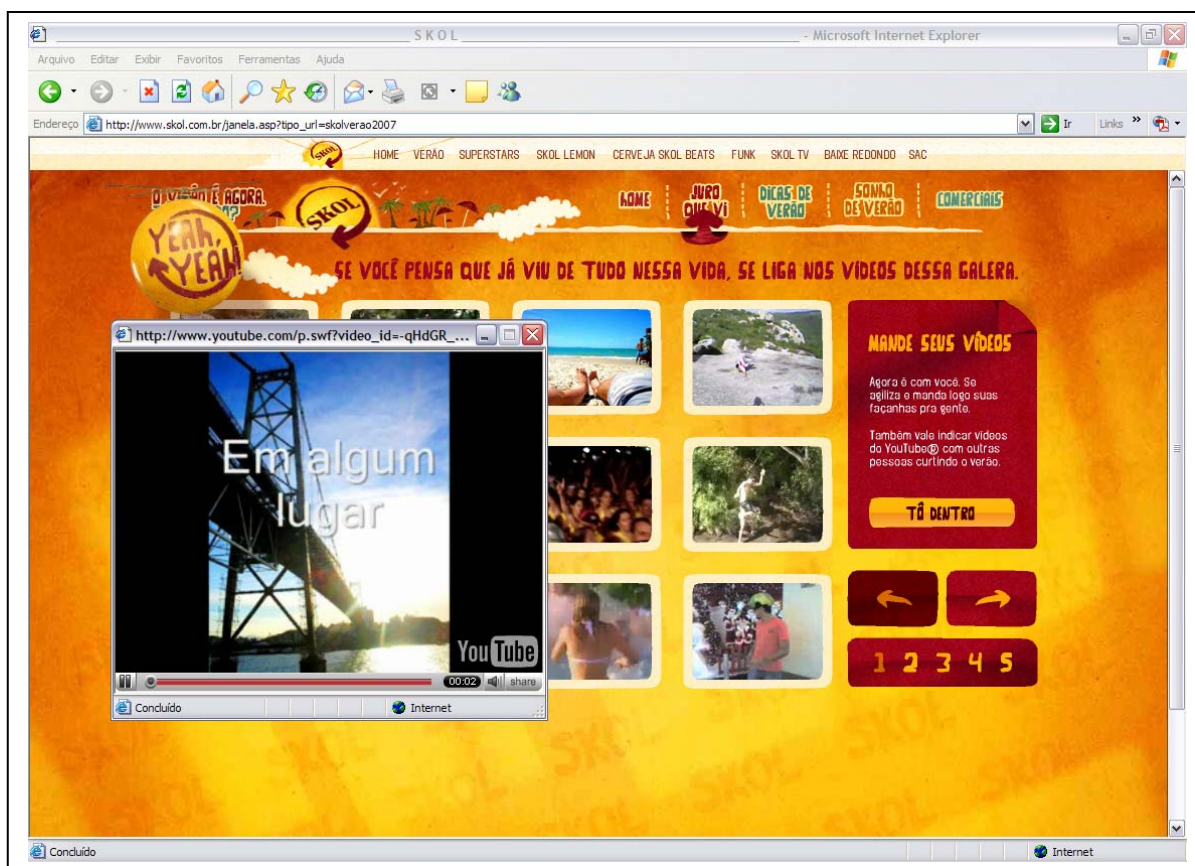 SKOL - Microsoft Internet Explorer
Arquivo Editar Exibir Favoritos Ferramentas Ajuda
Endereço http://www.skol.com.br/janela.asp?tipo_url=skolverao2007 Ir Links »
SKOL HOME VERÃO SUPERSTARS SKOL LEMON CERVEJA SKOL BEATS FUNK SKOL TV BAIXE REDONDO SAC
O VERÃO É AGORA.
YEAH, YEAH!
SKOL
HOME JURO QUE VI DICAS DE VERÃO SONHO DE VERÃO COMERCIAIS
SE VOCÊ PENSA QUE JÁ VIU DE TUDO NESSA VIDA, SE LIGA NOS VÍDEOS DESSA GALERA.
http://www.youtube.com/p.swf?video_id=-qHdGR_...
Em algum
lugar
YouTube
00:02 share
Concluído Internet
MANDE SEUS VÍDEOS
Agora é com você. Se
agiliza e manda logo suas
façanhas pra gente.
Também vale indicar vídeos
do YouTube® com outras
pessoas curtindo o verão.
TÔ DENTRO
1 2 3 4 5
SKOL SKOL SKOL
Concluído Internet